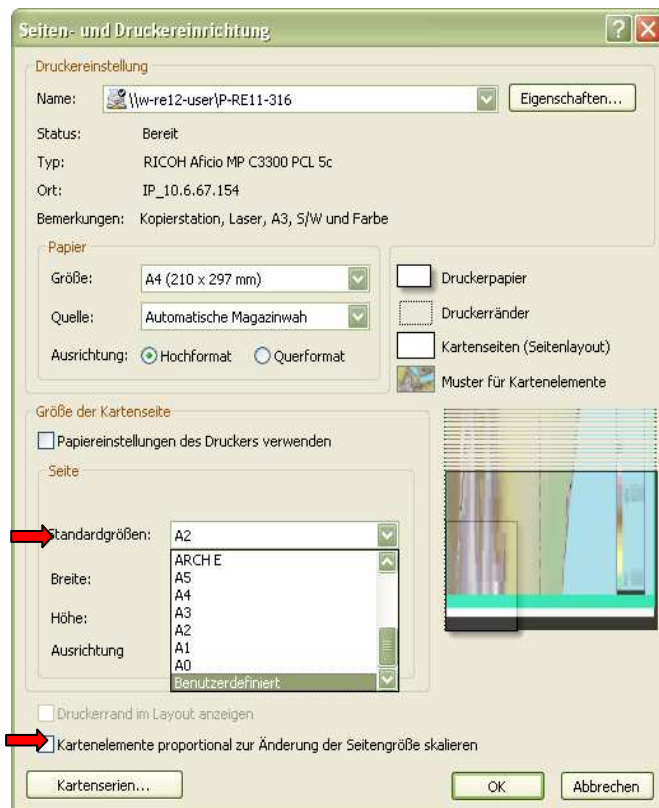 Seiten- und Druckereinrichtung
Druckereinstellung
Name: \\w-re12-user\P-RE11-316 Eigenschaften...
Status: Bereit
Typ: RICOH Aficio MP C3300 PCL 5c
Ort: IP_10.6.67.154
Bemerkungen: Kopierstation, Laser, A3, S/W und Farbe
Papier
Größe: A4 (210 x 297 mm)
Quelle: Automatische Magazinwah
Ausrichtung: Hochformat Querformat
Druckerpapier
Druckerränder
Kartenseiten (Seitenlayout)
Muster für Kartenelemente
Größe der Kartenseite
Papiereinstellungen des Druckers verwenden
Seite
Standardgrößen: A2
ARCH E
A5
A4
A3
A2
A1
A0
Benutzerdefiniert
Breite:
Höhe:
Ausrichtung
Druckerrand im Layout anzeigen
Kartenelemente proportional zur Änderung der Seitengröße skalieren
Kartenserien... OK Abbrechen